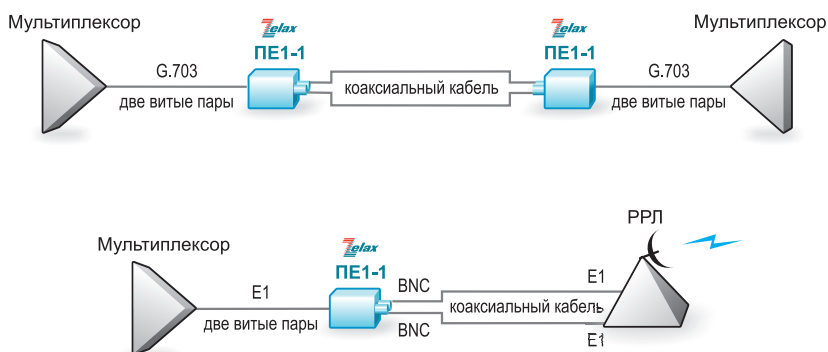 Мультиплексор
Zelax
Zelax
Мультиплексор
ПЕ1-1
ПЕ1-1
G.703
G.703
две витые пары
коаксиальный кабель
две витые пары
РРЛ
Мультиплексор
Zelax
ПЕ1-1
E1
BNC
E1
две витые пары
коаксиальный кабель
BNC
E1